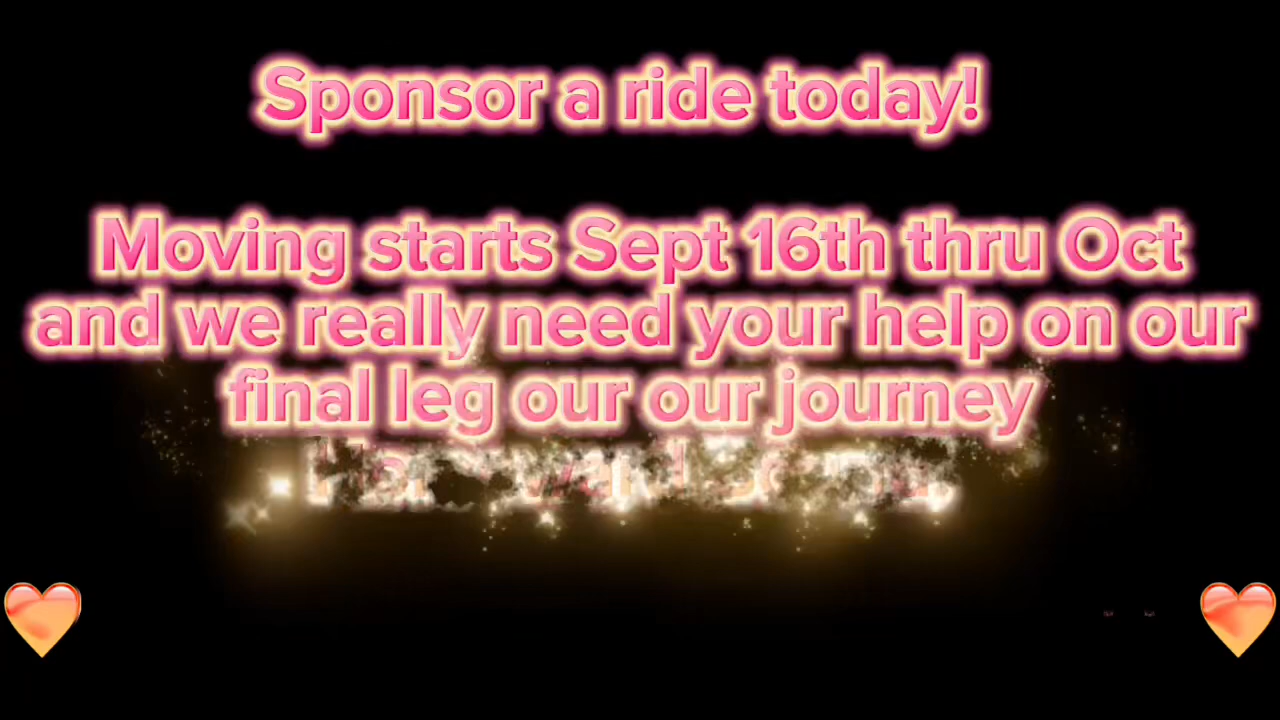 Sponsor a ride today!
Moving starts Sept 16th thru Oct
and we really need your help on our
final leg our our journey